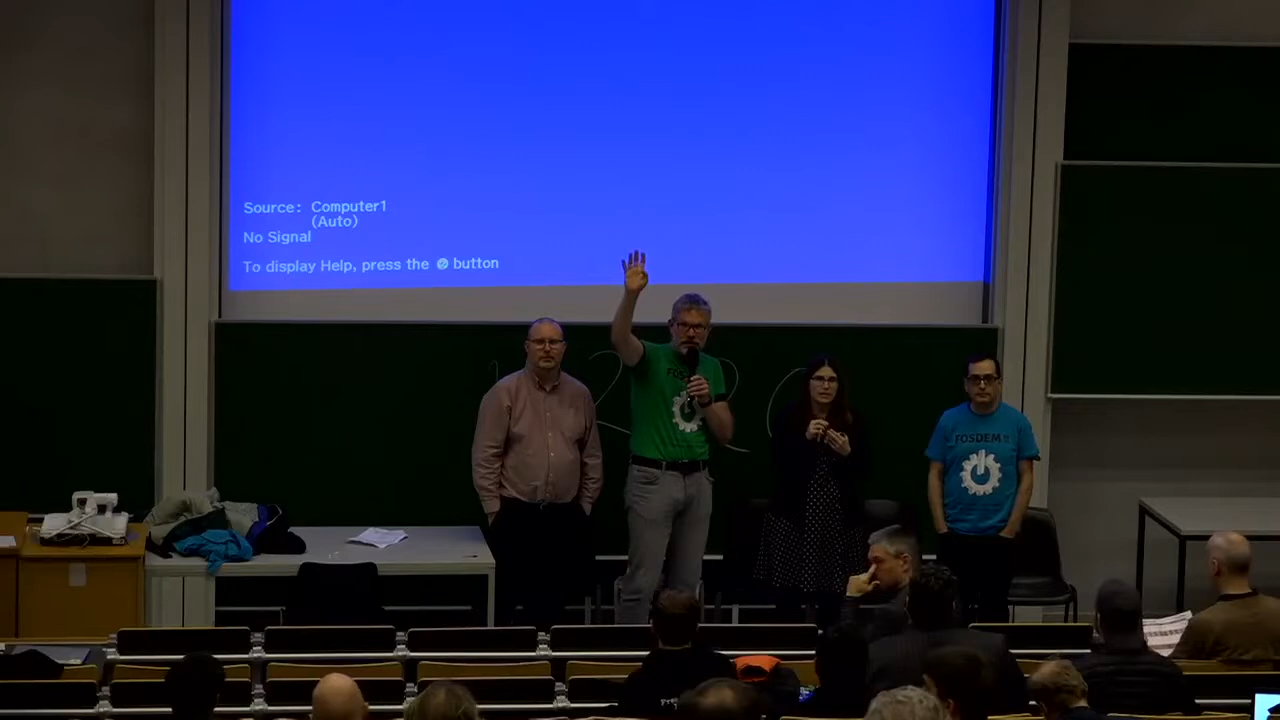 Source: Computer1
(Auto)
No Signal
To display Help, press the button
FOSDEM